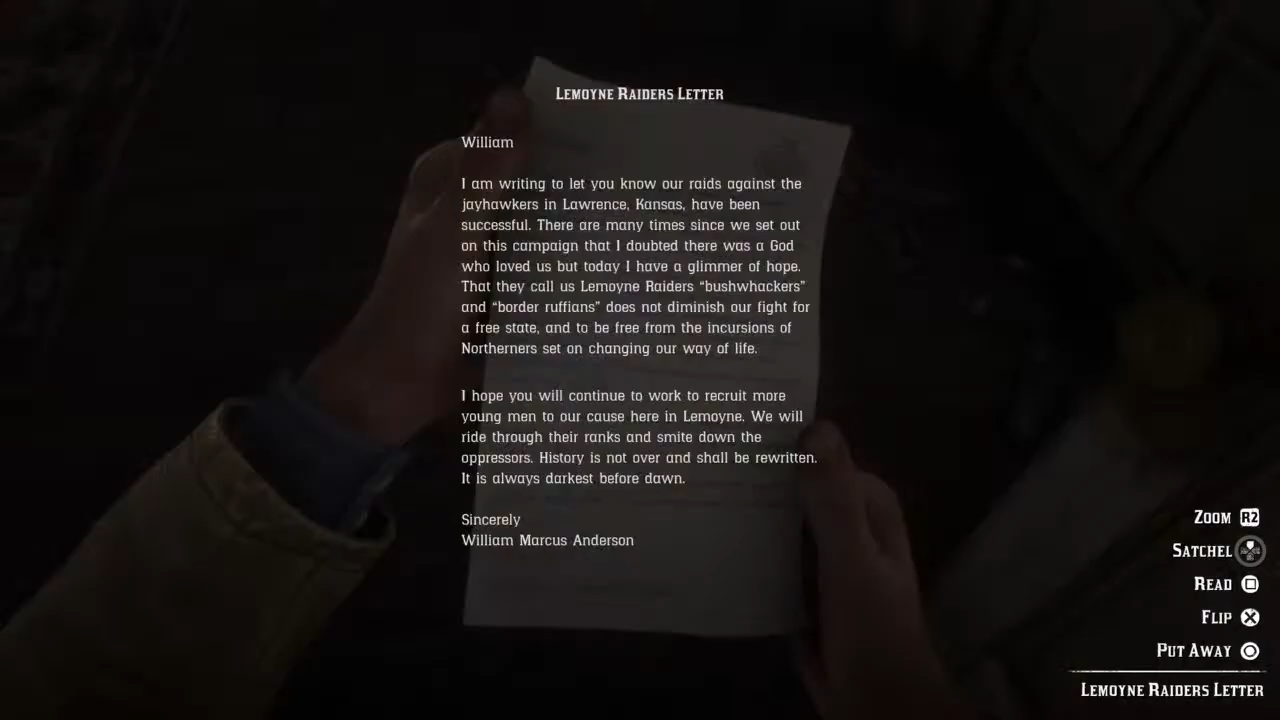 LEMOYNE RAIDERS LETTER
William
I am writing to let you know our raids against the
jayhawkers in Lawrence, Kansas, have been
successful. There are many times since we set out
on this campaign that I doubted there was a God
who loved us but today I have a glimmer of hope.
That they call us Lemoyne Raiders “bushwhackers”
and “border ruffians” does not diminish our fight for
a free state, and to be free from the incursions of
Northerners set on changing our way of life.
I hope you will continue to work to recruit more
young men to our cause here in Lemoyne. We will
ride through their ranks and smite down the
oppressors. History is not over and shall be rewritten.
It is always darkest before dawn.
Sincerely
William Marcus Anderson
ZOOM R2
SATCHEL
READ
FLIP
PUT AWAY
LEMOYNE RAIDERS LETTER